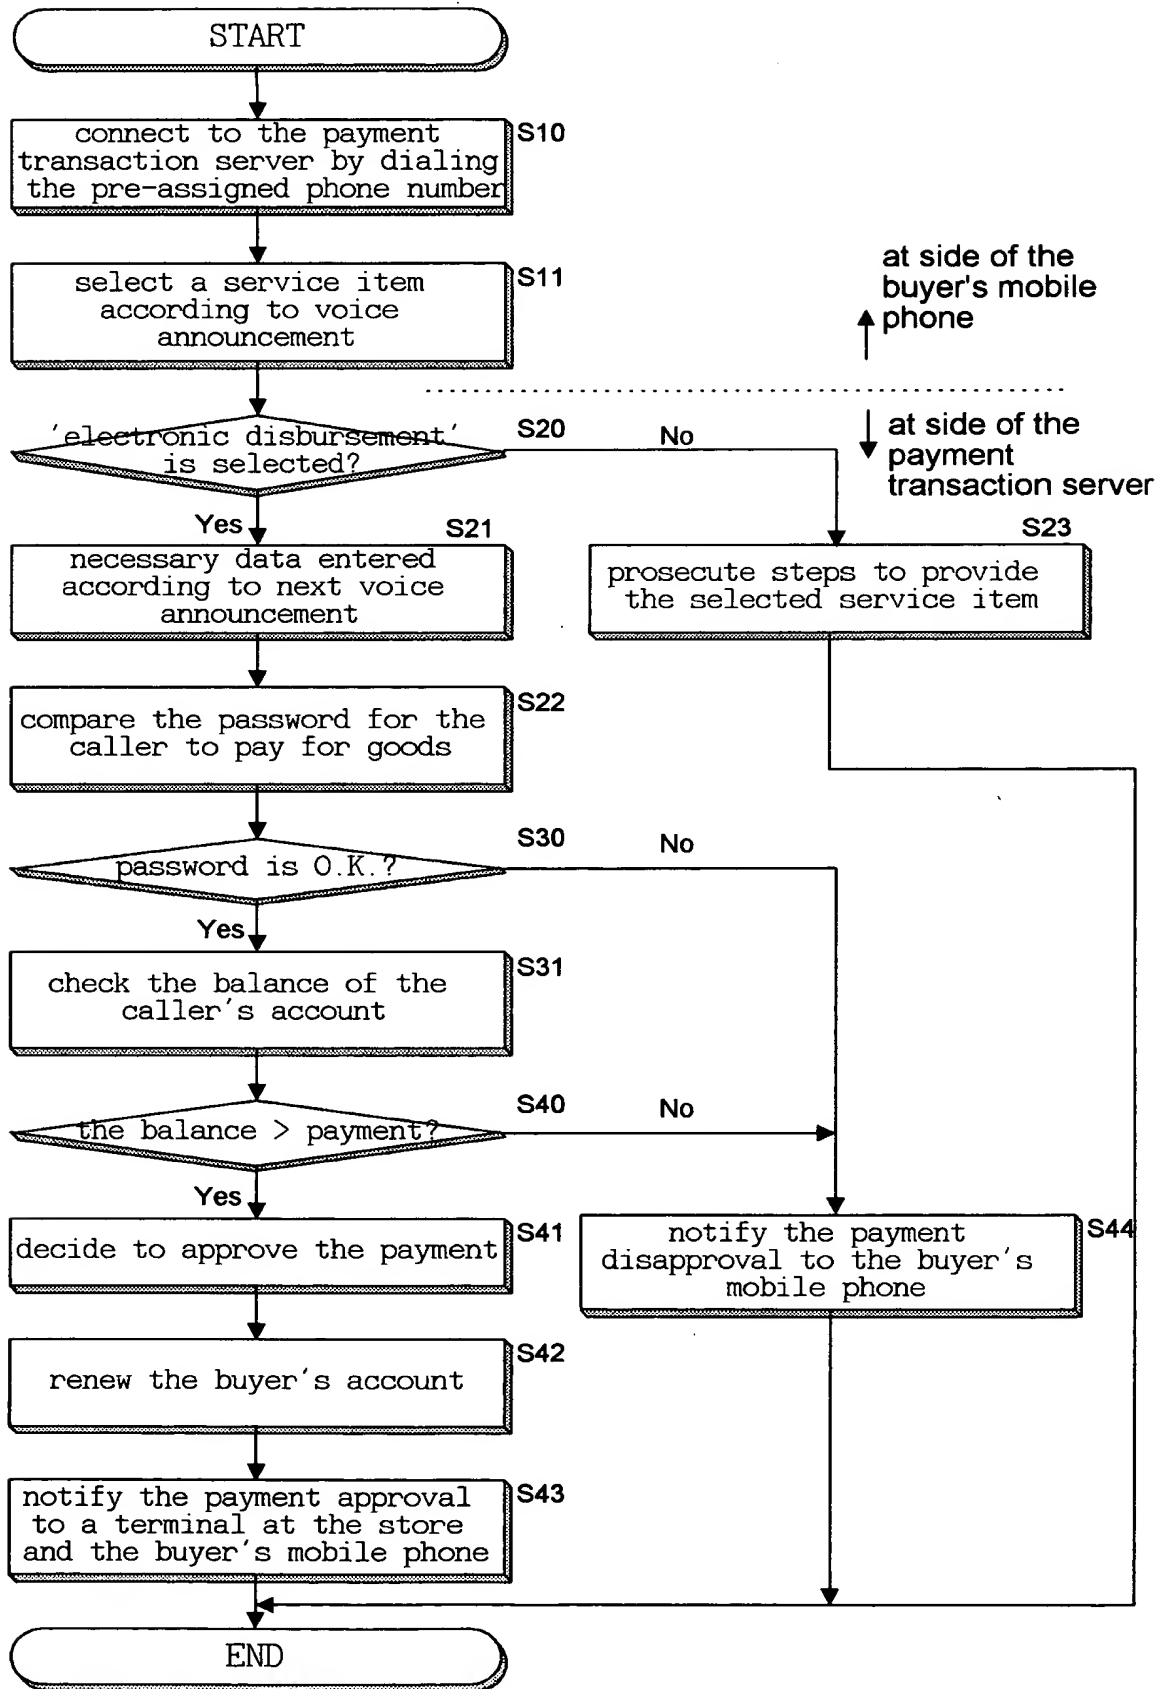 START
connect to the payment
transaction server by dialing
the pre-assigned phone number
S10
select a service item
according to voice
announcement
S11
at side of the
buyer's mobile
phone
'electronic disbursement'
is selected?
S20
No
at side of the
payment
transaction server
Yes
S21
necessary data entered
according to next voice
announcement
S23
prosecute steps to provide
the selected service item
compare the password for the
caller to pay for goods
S22
password is O.K.?
S30
No
Yes
check the balance of the
caller's account
S31
the balance > payment?
S40
No
Yes
decide to approve the payment
S41
notify the payment
disapproval to the buyer's
mobile phone
S44
renew the buyer's account
S42
notify the payment approval
to a terminal at the store
and the buyer's mobile phone
S43
END